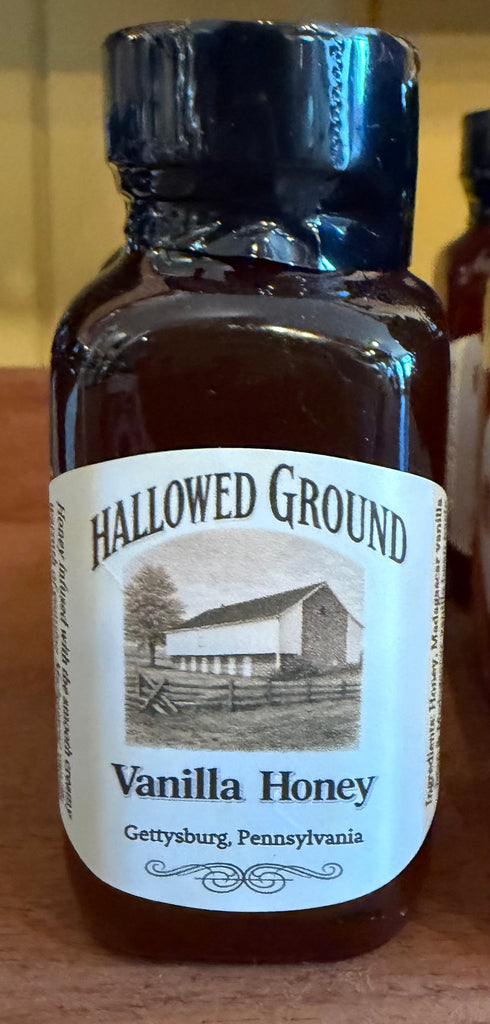 HALLOWED GROUND
Vanilla Honey
Gettysburg, Pennsylvania
Honey infused with the smooth creamy
Ingredients: Honey, Madagascar vanilla